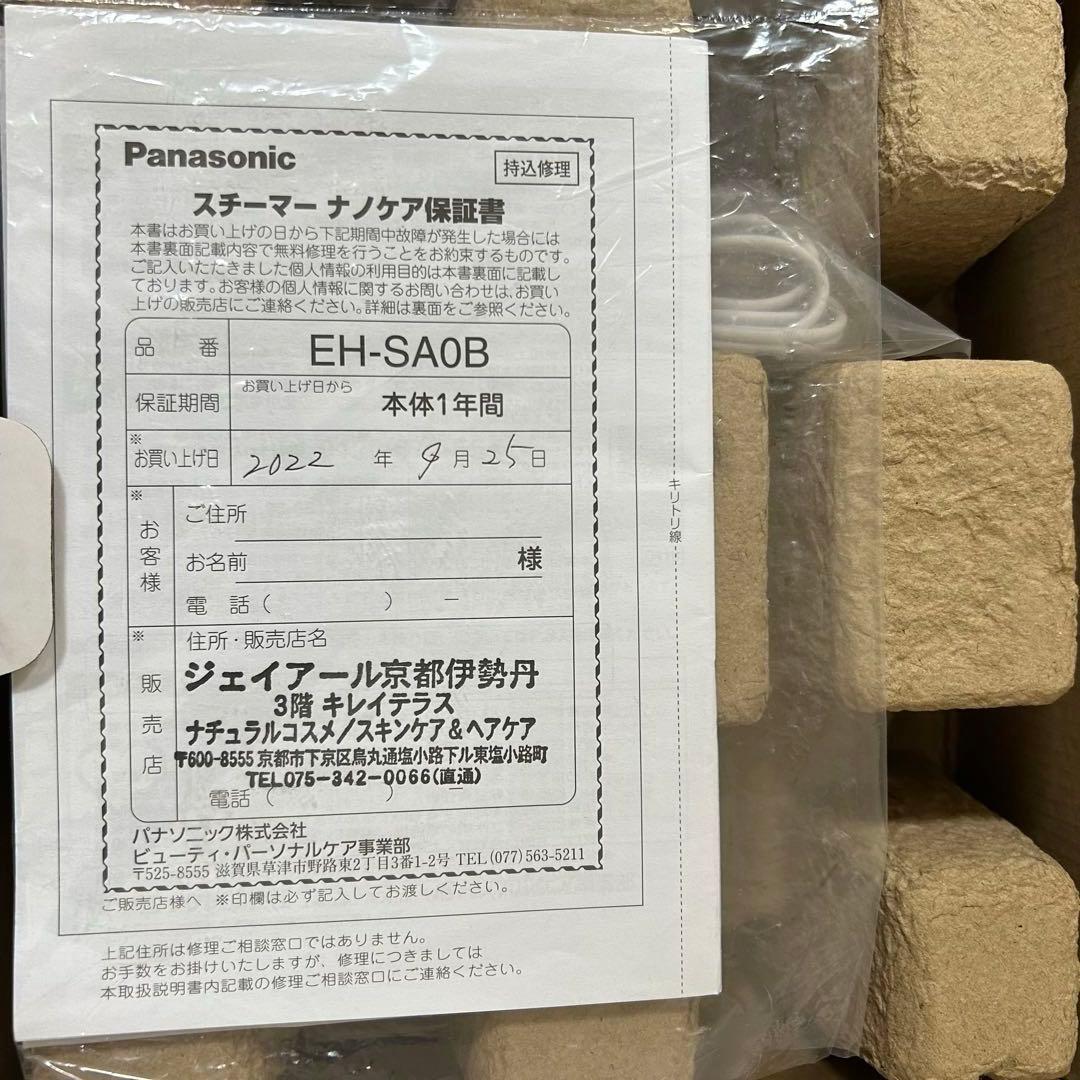 Panasonic
持込修理
スチーマー ナノケア保証書
本書はお買い上げの日から下記期間中故障が発生した場合には
本書裏面記載内容で無料修理を行うことをお約束するものです。
ご記入いただきました個人情報の利用目的は本書裏面に記載し
ております。お客様の個人情報に関するお問い合わせは、お買い
上げの販売店にご連絡ください。詳細は裏面をご参照ください。
品 番 EH-SA0B
保証期間 お買い上げ日から 本体1年間
※お買い上げ日 2022 年 9 月 25 日
※お客様
ご住所
お名前 様
電 話 ( ) −
※販売店
住所・販売店名
ジェイアール京都伊勢丹
3階 キレイテラス
ナチュラルコスメ/スキンケア&ヘアケア
〒600-8555 京都市下京区烏丸通塩小路下ル東塩小路町
TEL075-342-0066(直通)
電話 ( ) −
パナソニック株式会社
ビューティ・パーソナルケア事業部
〒525-8555 滋賀県草津市野路東2丁目3番1-2号 TEL (077) 563-5211
ご販売店様へ ※印欄は必ず記入してお渡しください。
上記住所は修理ご相談窓口ではありません。
お手数をお掛けいたしますが、修理につきましては
本取扱説明書内記載の修理ご相談窓口にご連絡ください。
キリトリ線